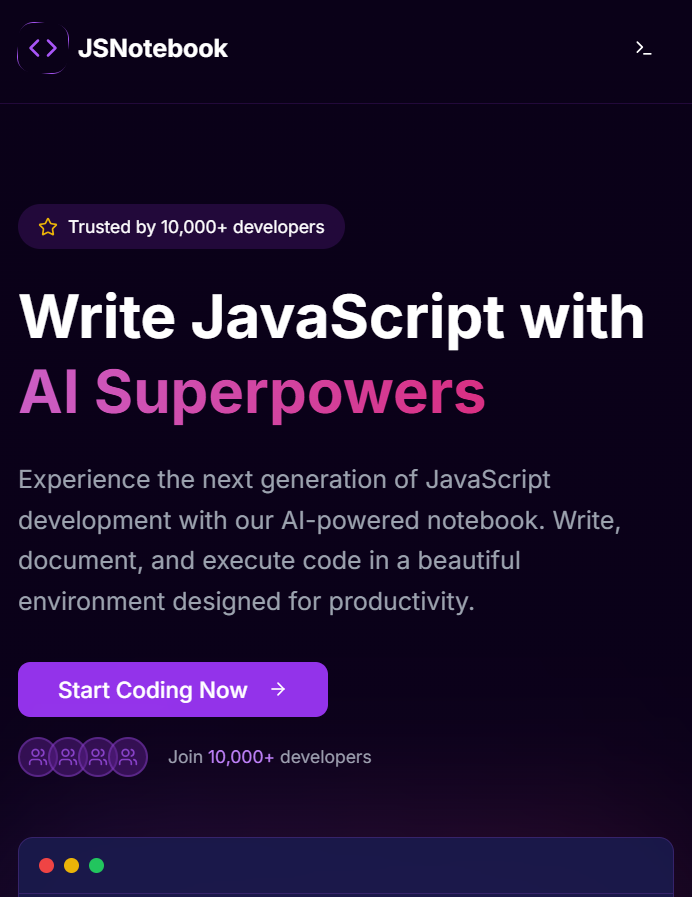 JSNotebook
Trusted by 10,000+ developers
Write JavaScript with
AI Superpowers
Experience the next generation of JavaScript
development with our AI-powered notebook. Write,
document, and execute code in a beautiful
environment designed for productivity.
Start Coding Now
Join 10,000+ developers